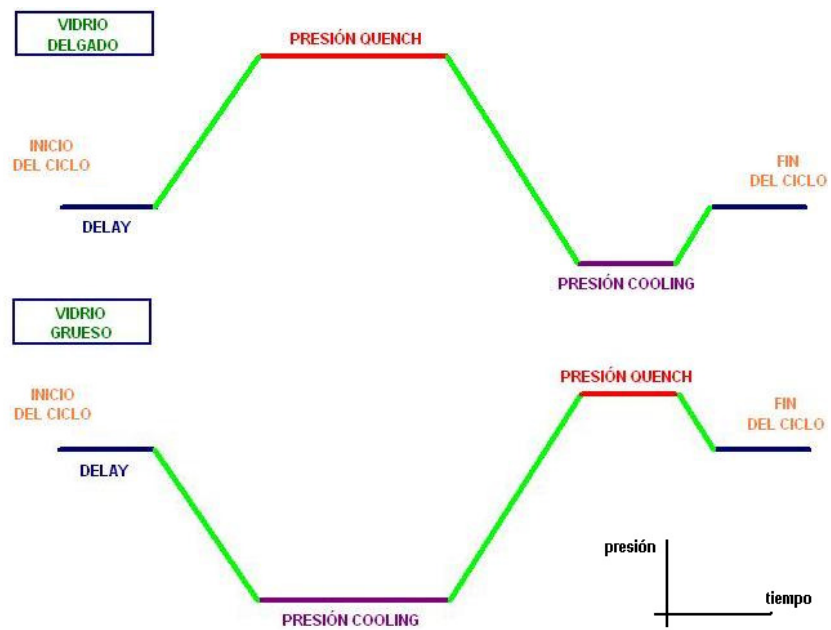 VIDRIO
DELGADO
PRESIÓN QUENCH
INICIO
DEL CICLO
FIN
DEL CICLO
DELAY
PRESIÓN COOLING
VIDRIO
GRUESO
PRESIÓN QUENCH
INICIO
DEL CICLO
FIN
DEL CICLO
DELAY
presión
tiempo
PRESIÓN COOLING